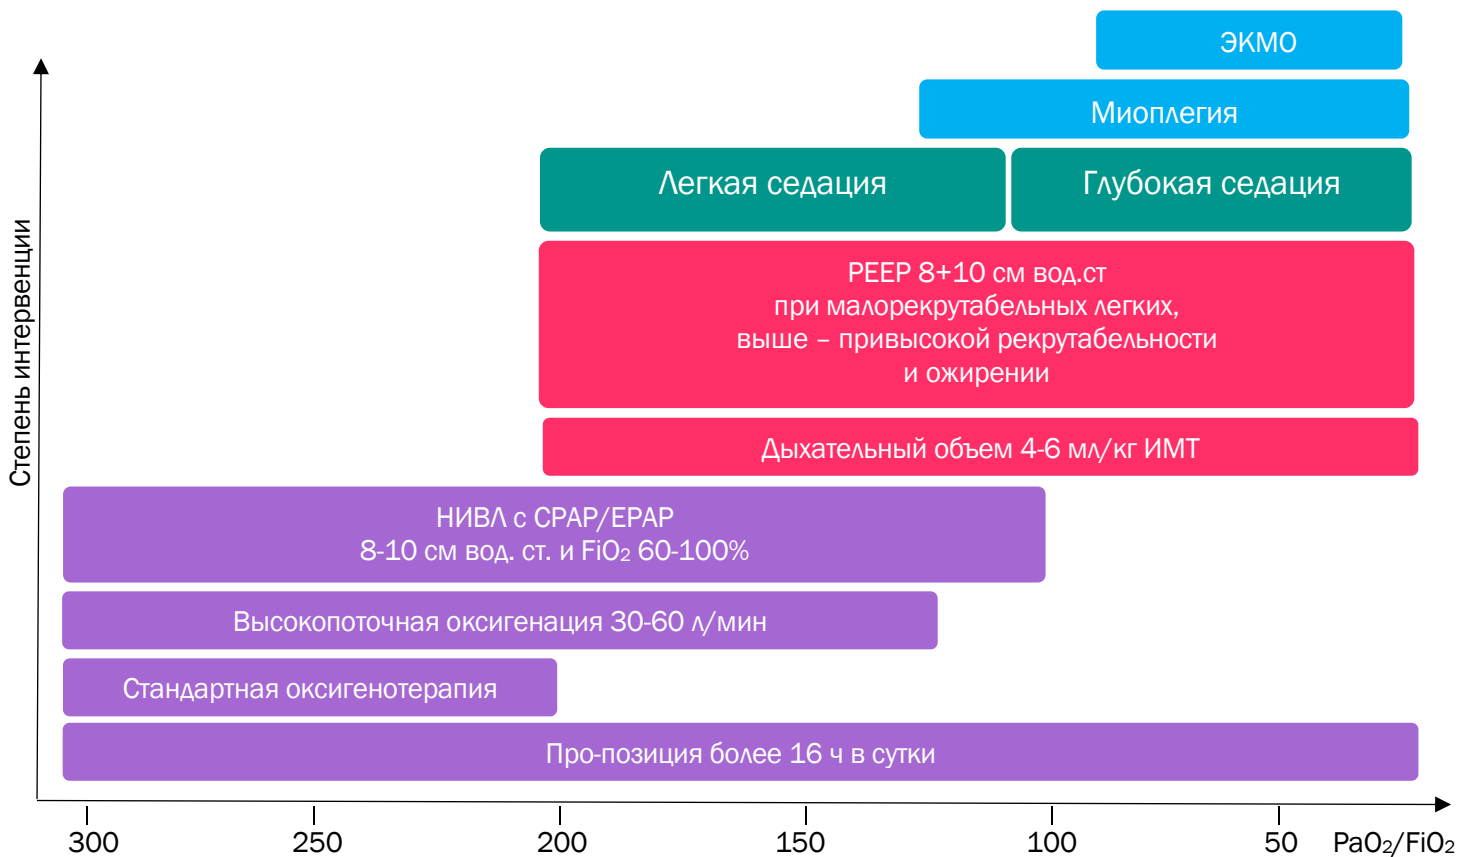 ЭКМО
Миоплегия
Легкая седация
Глубокая седация
PEEP 8+10 см вод.ст
при малорекрутабельных легких,
выше – привысокой рекрутабельности
и ожирении
Дыхательный объем 4-6 мл/кг ИМТ
НИВЛ с CPAP/EPAP
8-10 см вод. ст. и FiO₂ 60-100%
Высокопоточная оксигенация 30-60 л/мин
Стандартная оксигенотерапия
Про-позиция более 16 ч в сутки
Степень интервенции
300
250
200
150
100
50
PaO₂/FiO₂